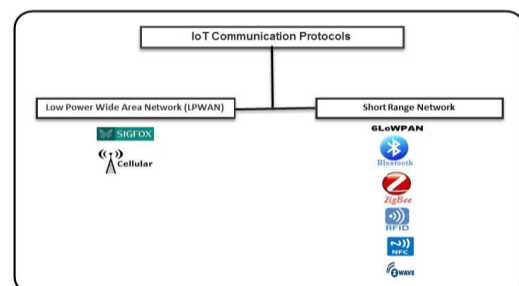 IoT Communication Protocols
Low Power Wide Area Network (LPWAN)
SIGFOX
Cellular
Short Range Network
6LoWPAN
Bluetooth
ZigBee
RFID
NFC
Z WAVE